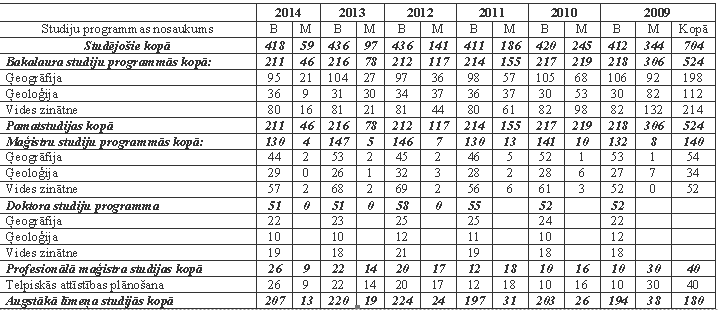 2014 2013 2012 2011 2010 2009
Studiju programmas nosaukums B M B M B M B M B M B M Kopā
Studējošie kopā 418 59 436 97 436 141 411 186 420 245 412 344 704
Bakalaura studiju programmās kopā: 211 46 216 78 212 117 214 155 217 219 218 306 524
Ģeogrāfija 95 21 104 27 97 36 98 57 105 68 106 92 198
Ģeoloģija 36 9 31 30 34 37 36 37 30 53 30 82 112
Vides zinātne 80 16 81 21 81 44 80 61 82 98 82 132 214
Pamatstudijas kopā 211 46 216 78 212 117 214 155 217 219 218 306 524
Maģistru studiju programmās kopā: 130 4 147 5 146 7 130 13 141 10 132 8 140
Ģeogrāfija 44 2 53 2 45 2 46 5 52 1 53 1 54
Ģeoloģija 29 0 26 1 32 3 28 2 28 6 27 7 34
Vides zinātne 57 2 68 2 69 2 56 6 61 3 52 0 52
Doktora studiju programma 51 0 51 0 58 0 55 52 52
Ģeogrāfija 22 23 25 25 24 22
Ģeoloģija 10 10 12 11 10 12
Vides zinātne 19 18 21 19 18 18
Profesionālā maģistra studijas kopā 26 9 22 14 20 17 12 18 10 16 10 30 40
Telpiskās attīstības plānošana 26 9 22 14 20 17 12 18 10 16 10 30 40
Augstākā līmeņa studijās kopā 207 13 220 19 224 24 197 31 203 26 194 38 180